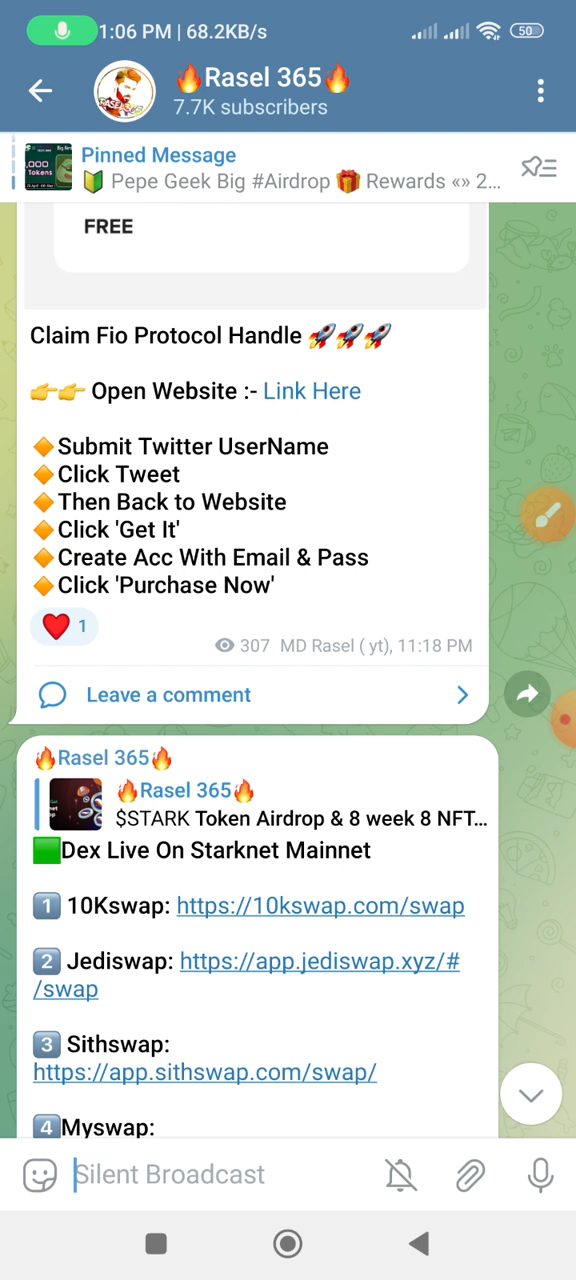 1:06 PM | 68.2KB/s
50
🔥Rasel 365🔥
7.7K subscribers
Pinned Message
🔰 Pepe Geek Big #Airdrop 🎁 Rewards «» 2...
FREE
Claim Fio Protocol Handle 🚀🚀🚀
👉👉 Open Website :- Link Here
🔶Submit Twitter UserName
🔶Click Tweet
🔶Then Back to Website
🔶Click 'Get It'
🔶Create Acc With Email & Pass
🔶Click 'Purchase Now'
❤️ 1
307 MD Rasel ( yt), 11:18 PM
Leave a comment
🔥Rasel 365🔥
🔥Rasel 365🔥
$STARK Token Airdrop & 8 week 8 NFT...
🟩Dex Live On Starknet Mainnet
1️⃣ 10Kswap: https://10kswap.com/swap
2️⃣ Jediswap: https://app.jediswap.xyz/#
/swap
3️⃣ Sithswap:
https://app.sithswap.com/swap/
4️⃣Myswap:
Silent Broadcast